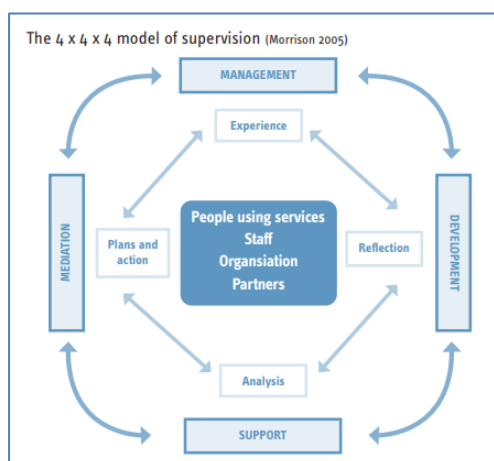 The 4 x 4 x 4 model of supervision (Morrison 2005)
MANAGEMENT
Experience
MEDIATION
Plans and
action
People using services
Staff
Organsiation
Partners
Reflection
DEVELOPMENT
Analysis
SUPPORT